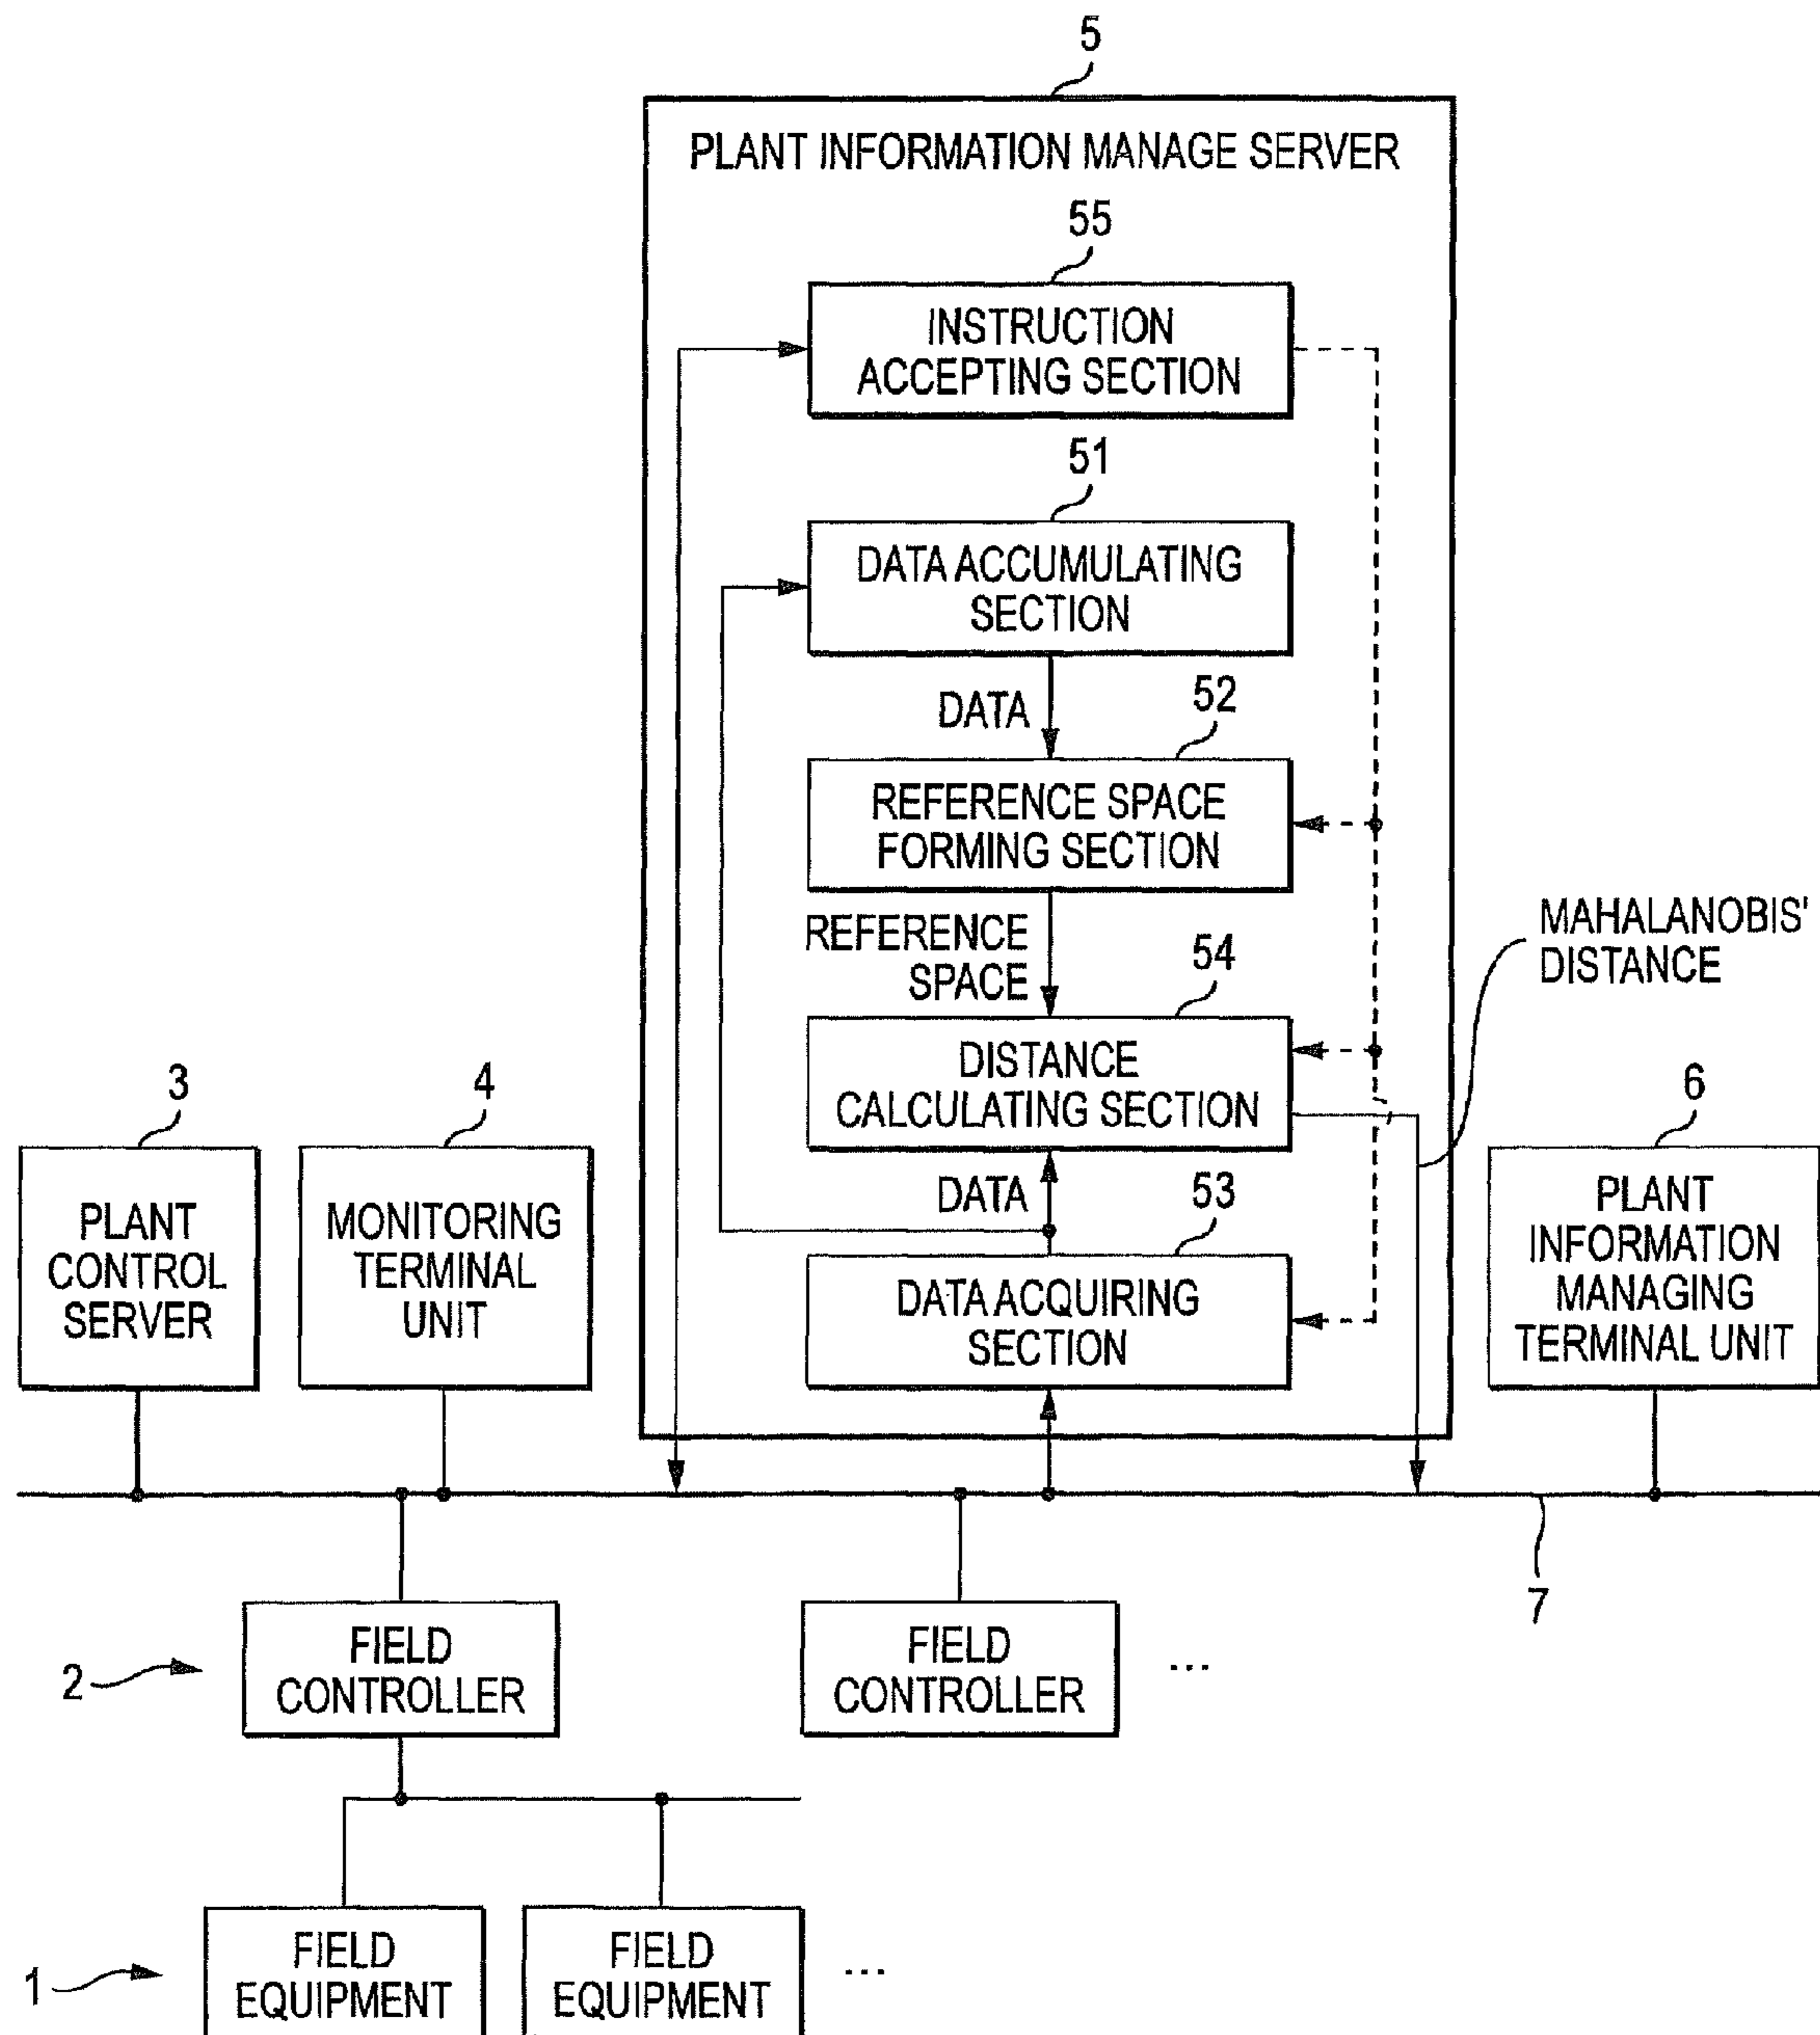 5
PLANT INFORMATION MANAGE SERVER
55
INSTRUCTION
ACCEPTING SECTION
51
DATA ACCUMULATING
SECTION
DATA
52
REFERENCE SPACE
FORMING SECTION
REFERENCE
SPACE
54
MAHALANOBIS'
DISTANCE
DISTANCE
CALCULATING SECTION
3
PLANT
CONTROL
SERVER
4
MONITORING
TERMINAL
UNIT
DATA
53
DATA ACQUIRING
SECTION
6
PLANT
INFORMATION
MANAGING
TERMINAL UNIT
7
2
FIELD
CONTROLLER
FIELD
CONTROLLER
...
1
FIELD
EQUIPMENT
FIELD
EQUIPMENT
...